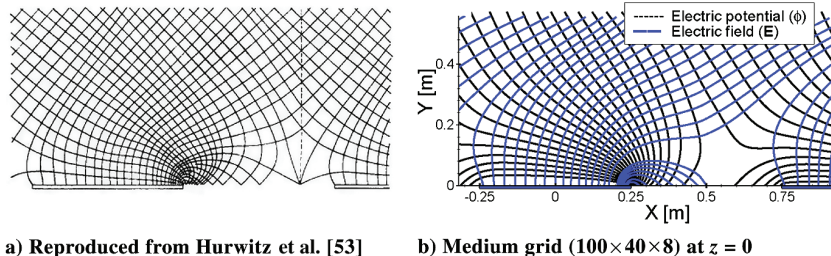 Electric potential (ϕ)
Electric field (E)
Y [m]
0.4
0.2
0
-0.25
0
0.25
0.5
0.75
X [m]
a) Reproduced from Hurwitz et al. [53]
b) Medium grid (100×40×8) at z = 0